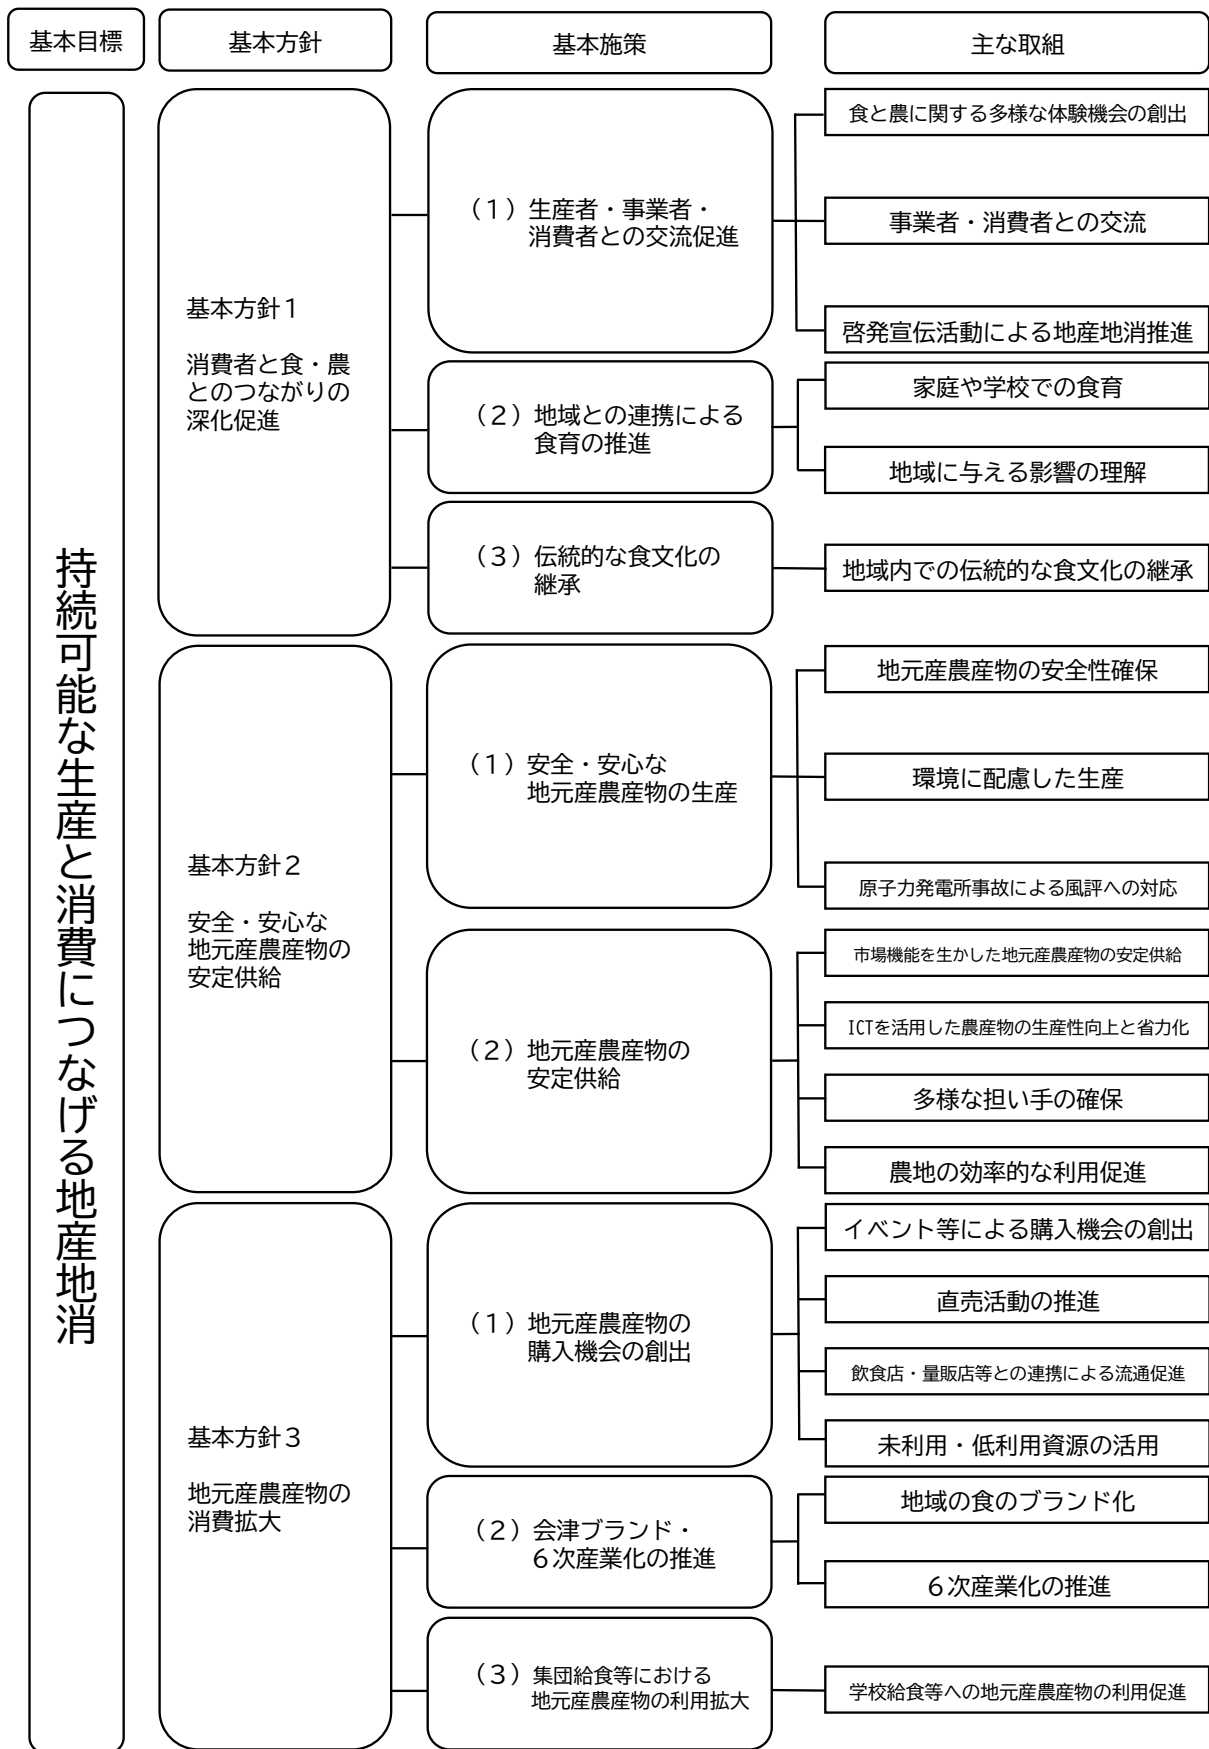 基本目標
基本方針
基本施策
主な取組
持続可能な生産と消費につなげる地産地消
基本方針１
消費者と食・農
とのつながりの
深化促進
（１）生産者・事業者・
消費者との交流促進
食と農に関する多様な体験機会の創出
事業者・消費者との交流
啓発宣伝活動による地産地消推進
（２）地域との連携による
食育の推進
家庭や学校での食育
地域に与える影響の理解
（３）伝統的な食文化の
継承
地域内での伝統的な食文化の継承
基本方針２
安全・安心な
地元産農産物の
安定供給
（１）安全・安心な
地元産農産物の生産
地元産農産物の安全性確保
環境に配慮した生産
原子力発電所事故による風評への対応
（２）地元産農産物の
安定供給
市場機能を生かした地元産農産物の安定供給
ICTを活用した農産物の生産性向上と省力化
多様な担い手の確保
農地の効率的な利用促進
基本方針３
地元産農産物の
消費拡大
（１）地元産農産物の
購入機会の創出
イベント等による購入機会の創出
直売活動の推進
飲食店・量販店等との連携による流通促進
未利用・低利用資源の活用
（２）会津ブランド・
６次産業化の推進
地域の食のブランド化
６次産業化の推進
（３）集団給食等における
地元産農産物の利用拡大
学校給食等への地元産農産物の利用促進